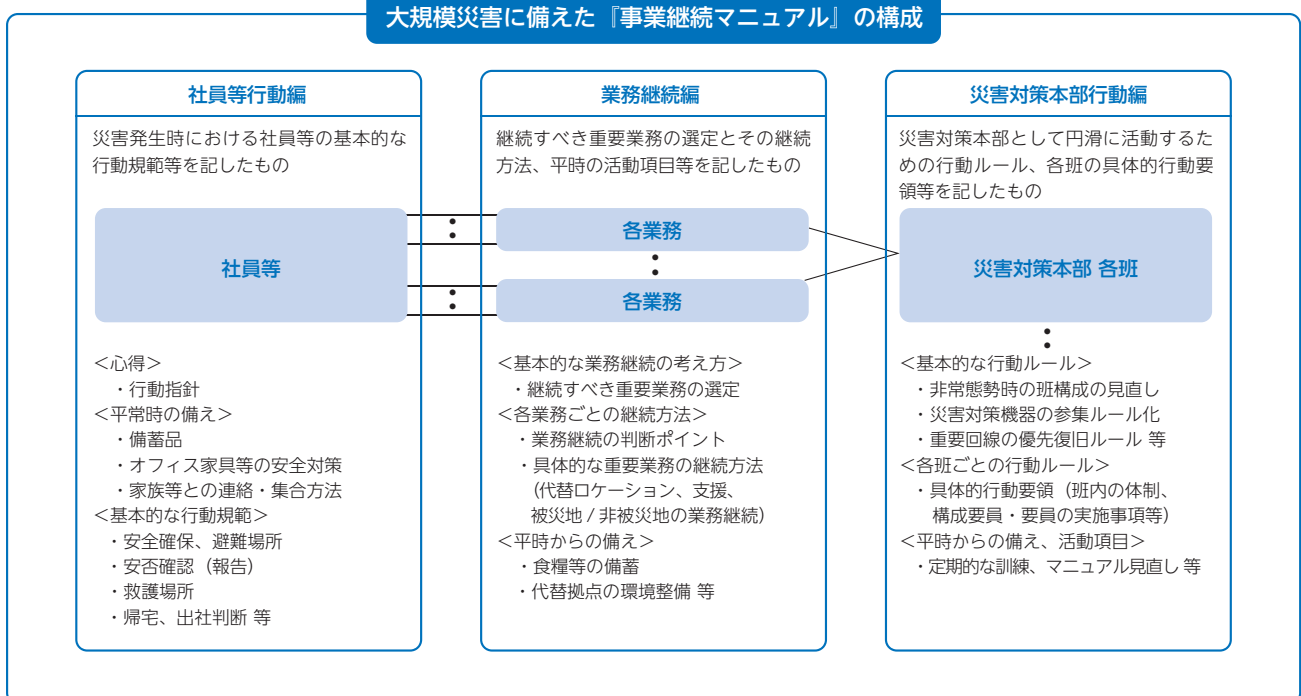 大規模災害に備えた『事業継続マニュアル』の構成
社員等行動編
災害発生時における社員等の基本的な
行動規範等を記したもの
社員等
＜心得＞
・行動指針
＜平常時の備え＞
・備蓄品
・オフィス家具等の安全対策
・家族等との連絡・集合方法
＜基本的な行動規範＞
・安全確保、避難場所
・安否確認（報告）
・救護場所
・帰宅、出社判断 等
業務継続編
継続すべき重要業務の選定とその継続
方法、平時の活動項目等を記したもの
各業務
各業務
＜基本的な業務継続の考え方＞
・継続すべき重要業務の選定
＜各業務ごとの継続方法＞
・業務継続の判断ポイント
・具体的な重要業務の継続方法
（代替ロケーション、支援、
被災地 / 非被災地の業務継続）
＜平時からの備え＞
・食糧等の備蓄
・代替拠点の環境整備 等
災害対策本部行動編
災害対策本部として円滑に活動するた
めの行動ルール、各班の具体的行動要
領等を記したもの
災害対策本部 各班
＜基本的な行動ルール＞
・非常態勢時の班構成の見直し
・災害対策機器の参集ルール化
・重要回線の優先復旧ルール 等
＜各班ごとの行動ルール＞
・具体的行動要領（班内の体制、
構成要員・要員の実施事項等）
＜平時からの備え、活動項目＞
・定期的な訓練、マニュアル見直し 等